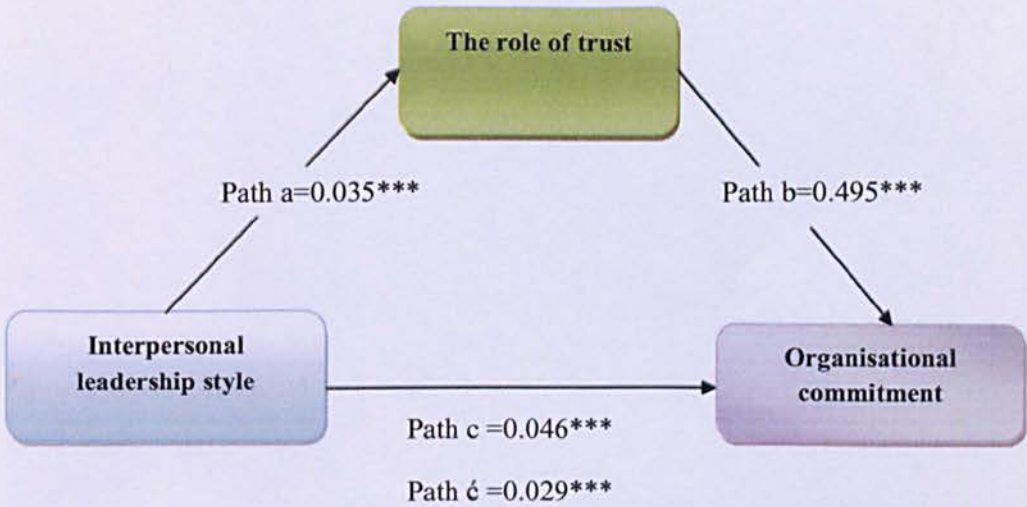 The role of trust
Path a=0.035***
Path b=0.495***
Interpersonal
leadership style
Organisational
commitment
Path c =0.046***
Path ć =0.029***